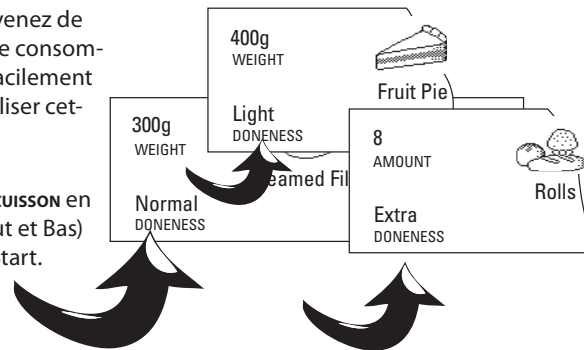 venez de
e consom-
acilement
liser cet-
UISSON en
ut et Bas)
tart.
400g
WEIGHT
Fruit Pie
Light
DONENESS
300g
WEIGHT
eamed Fil
Normal
DONENESS
8
AMOUNT
Rolls
Extra
DONENESS